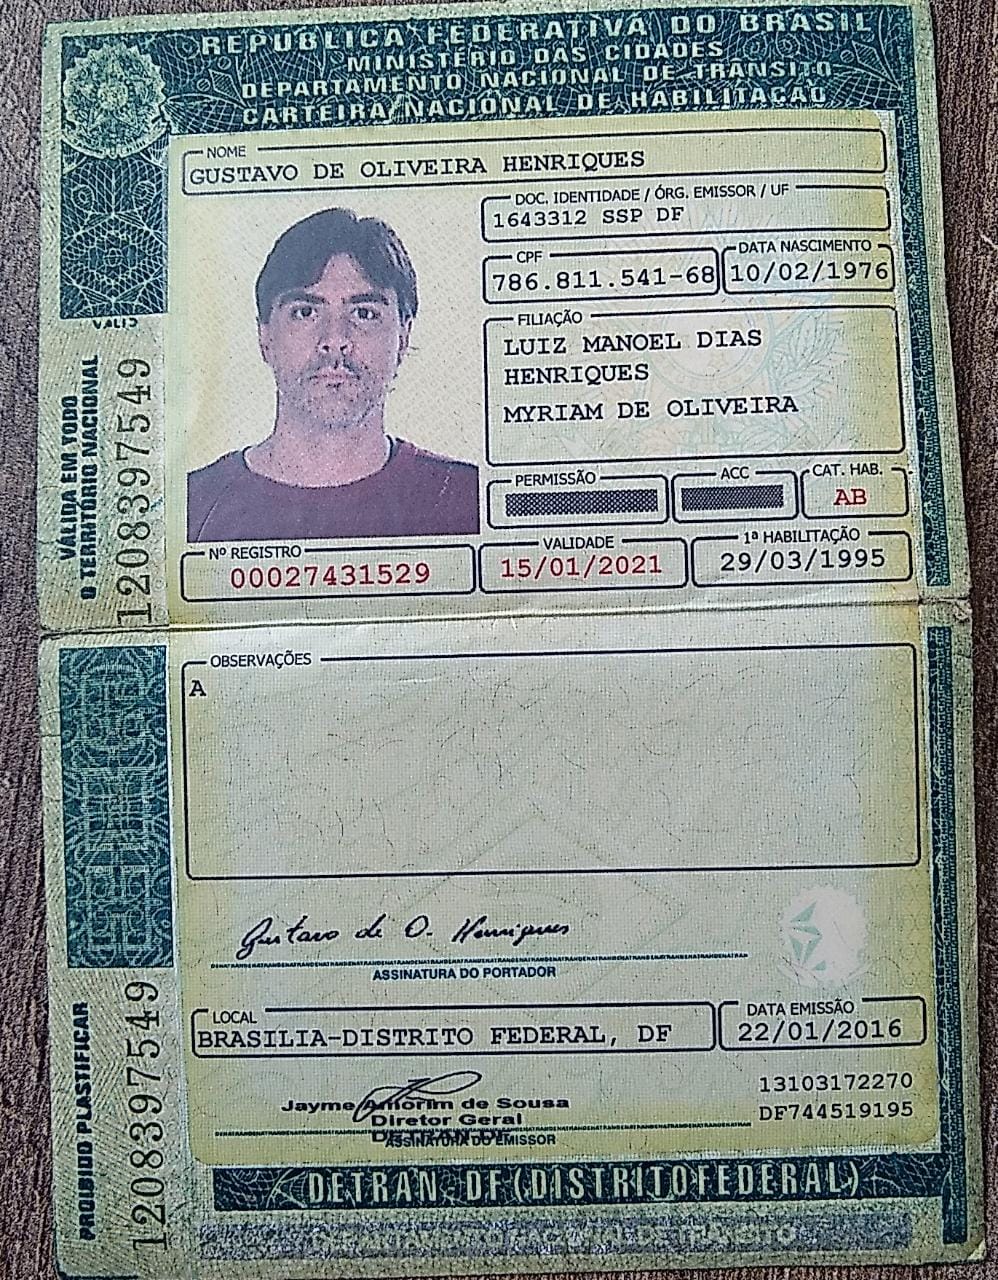 REPÚBLICA FEDERATIVA DO BRASIL
MINISTÉRIO DAS CIDADES
DEPARTAMENTO NACIONAL DE TRÂNSITO
CARTEIRA NACIONAL DE HABILITAÇÃO
NOME
GUSTAVO DE OLIVEIRA HENRIQUES
DOC. IDENTIDADE / ÓRG. EMISSOR / UF
1643312 SSP DF
CPF
786.811.541-68
DATA NASCIMENTO
10/02/1976
FILIAÇÃO
LUIZ MANOEL DIAS
HENRIQUES
MYRIAM DE OLIVEIRA
PERMISSÃO
ACC
CAT. HAB.
AB
Nº REGISTRO
00027431529
VALIDADE
15/01/2021
1ª HABILITAÇÃO
29/03/1995
VÁLIDA EM TODO
O TERRITÓRIO NACIONAL
1208397549
OBSERVAÇÕES
A
Gustavo de O. Henriques
ASSINATURA DO PORTADOR
LOCAL
BRASILIA-DISTRITO FEDERAL, DF
DATA EMISSÃO
22/01/2016
13103172270
DF744519195
Jayme Amorim de Sousa
Diretor Geral
ASSINATURA DO EMISSOR
PROIBIDO PLASTIFICAR
1208397549
DETRAN, DF (DISTRITO FEDERAL)
DEPARTAMENTO NACIONAL DE TRÂNSITO